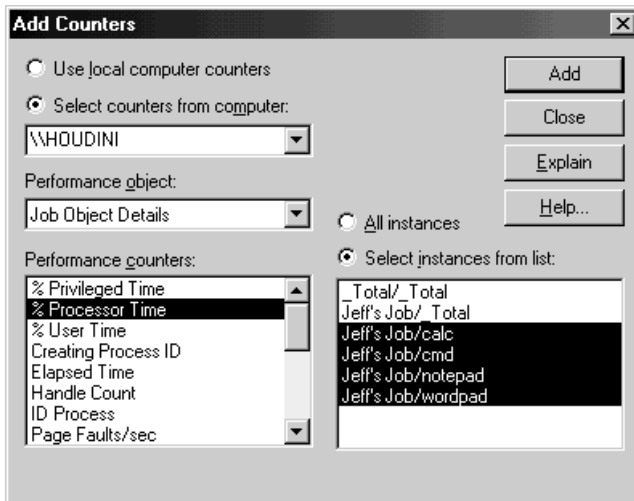 Add Counters
Use local computer counters
Select counters from computer:
\\HOUDINI
Performance object:
Job Object Details
Performance counters:
% Privileged Time
% Processor Time
% User Time
Creating Process ID
Elapsed Time
Handle Count
ID Process
Page Faults/sec
Add
Close
Explain
Help...
All instances
Select instances from list:
_Total/_Total
Jeff's Job/_Total
Jeff's Job/calc
Jeff's Job/cmd
Jeff's Job/notepad
Jeff's Job/wordpad